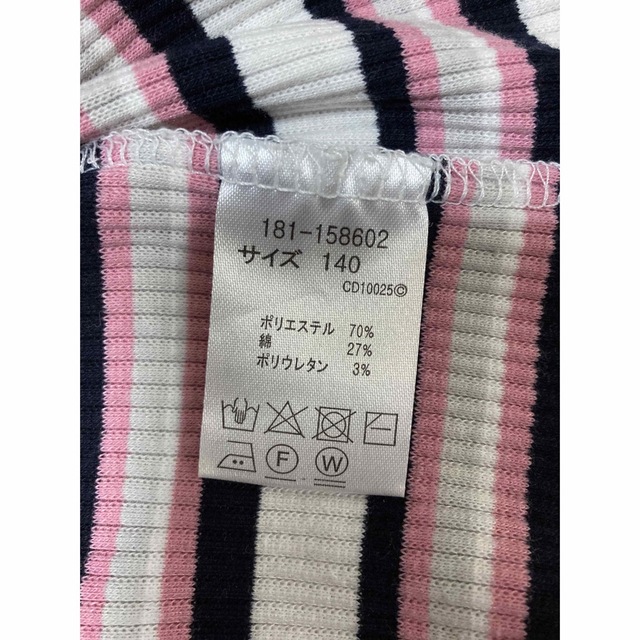 181-158602
サイズ 140
CD10025©
ポリエステル 70%
綿 27%
ポリウレタン 3%
F W